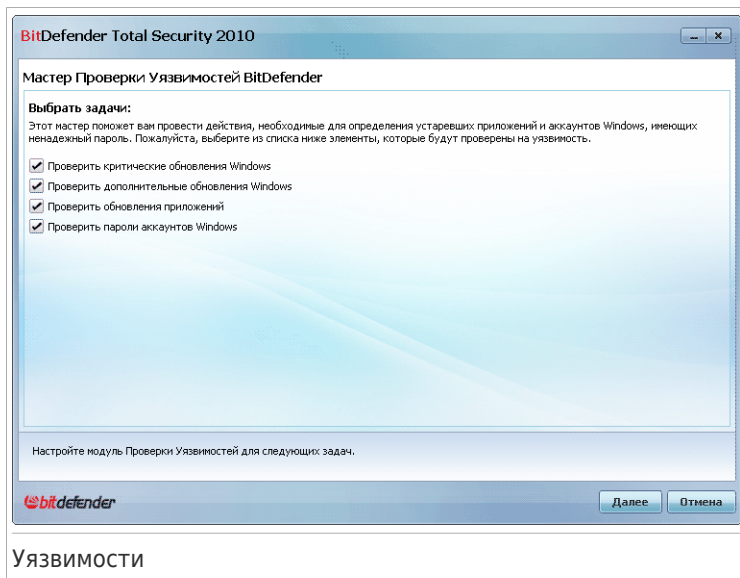 BitDefender Total Security 2010
Мастер Проверки Уязвимостей BitDefender
Выбрать задачи:
Этот мастер поможет вам провести действия, необходимые для определения устаревших приложений и аккаунтов Windows, имеющих
ненадежный пароль. Пожалуйста, выберите из списка ниже элементы, которые будут проверены на уязвимость.
Проверить критические обновления Windows
Проверить дополнительные обновления Windows
Проверить обновления приложений
Проверить пароли аккаунтов Windows
Настройте модуль Проверки Уязвимостей для следующих задач.
bitdefender
Далее
Отмена
Уязвимости